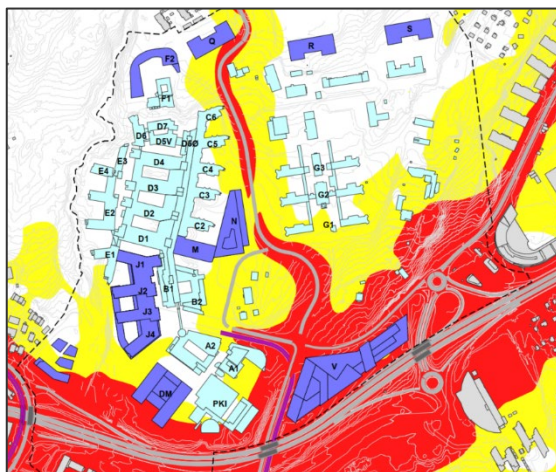 Q
R
S
F2
F1
C6
D7
D6
D5V
D6Ø
C5
E3
D4
C4
E4
D3
C3
G3
G2
E2
D2
C2
N
G1
D1
M
E1
J1
B1
J2
B2
J3
J4
A2
A1
V
DM
PKI